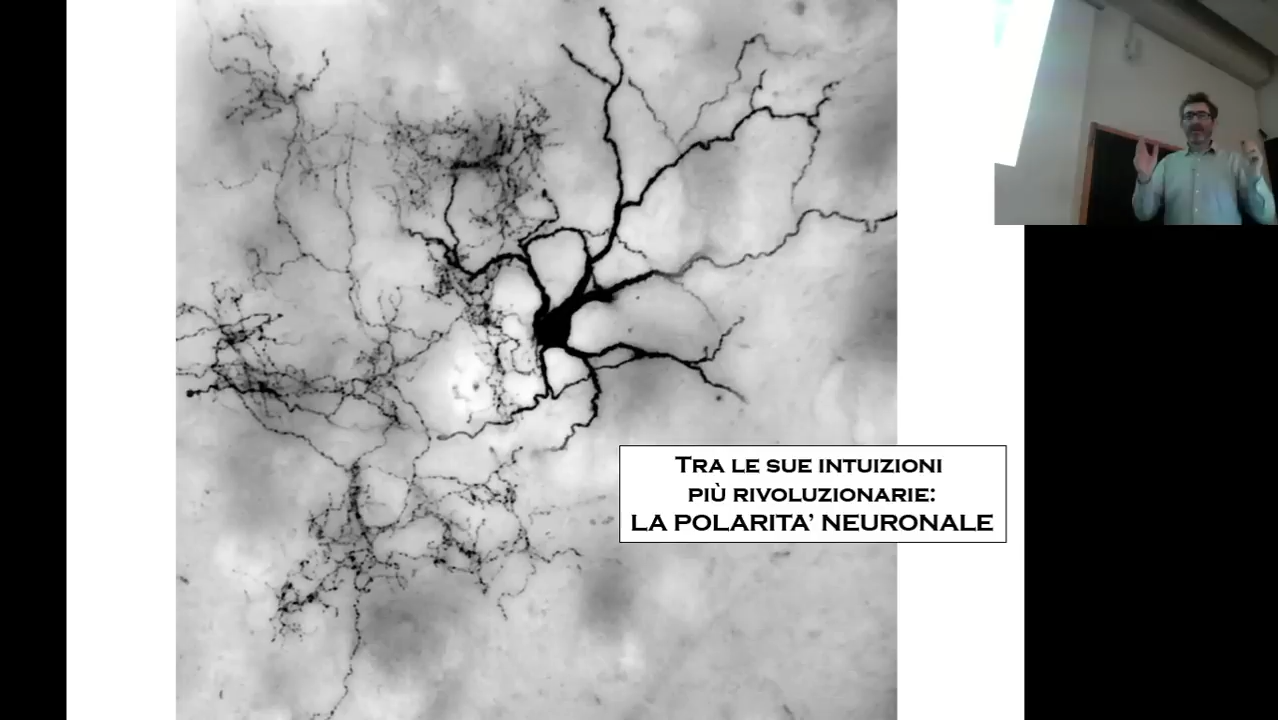 TRA LE SUE INTUIZIONI
PIÙ RIVOLUZIONARIE:
LA POLARITA' NEURONALE